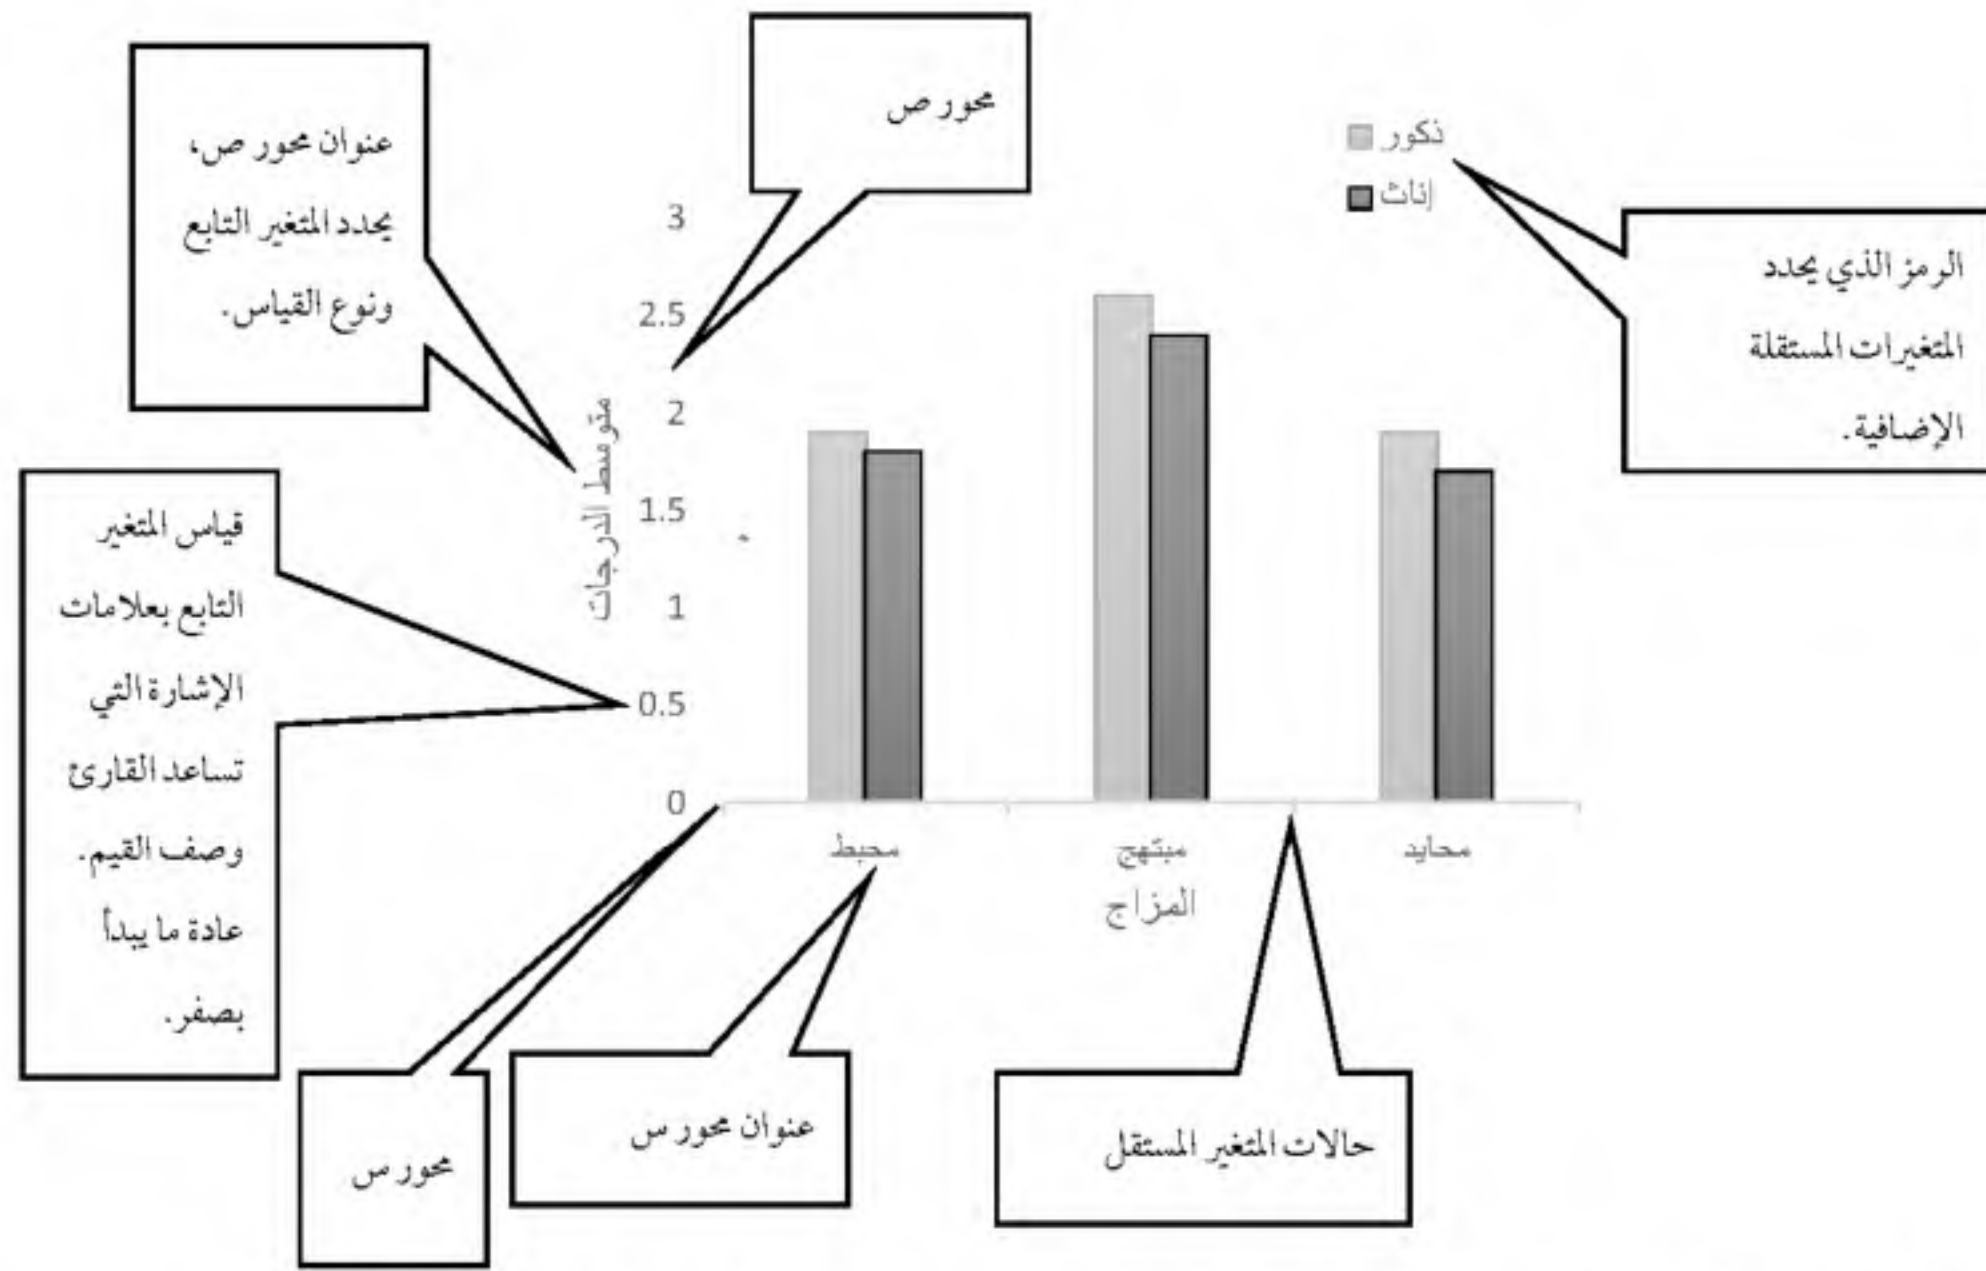 محور ص
عنوان محور ص،
يحدد المتغير التابع
ونوع القياس.
ذكور
إناث
الرمز الذي يحدد
المتغيرات المستقلة
الإضافية.
قياس المتغير
التابع بعلامات
الإشارة التي
تساعد القارئ
وصف القيم.
عادة ما يبدأ
بصفر.
متوسط الدرجات
3
2.5
2
1.5
1
0.5
0
محبط
مبتهج
محايد
المزاج
محور س
عنوان محور س
حالات المتغير المستقل